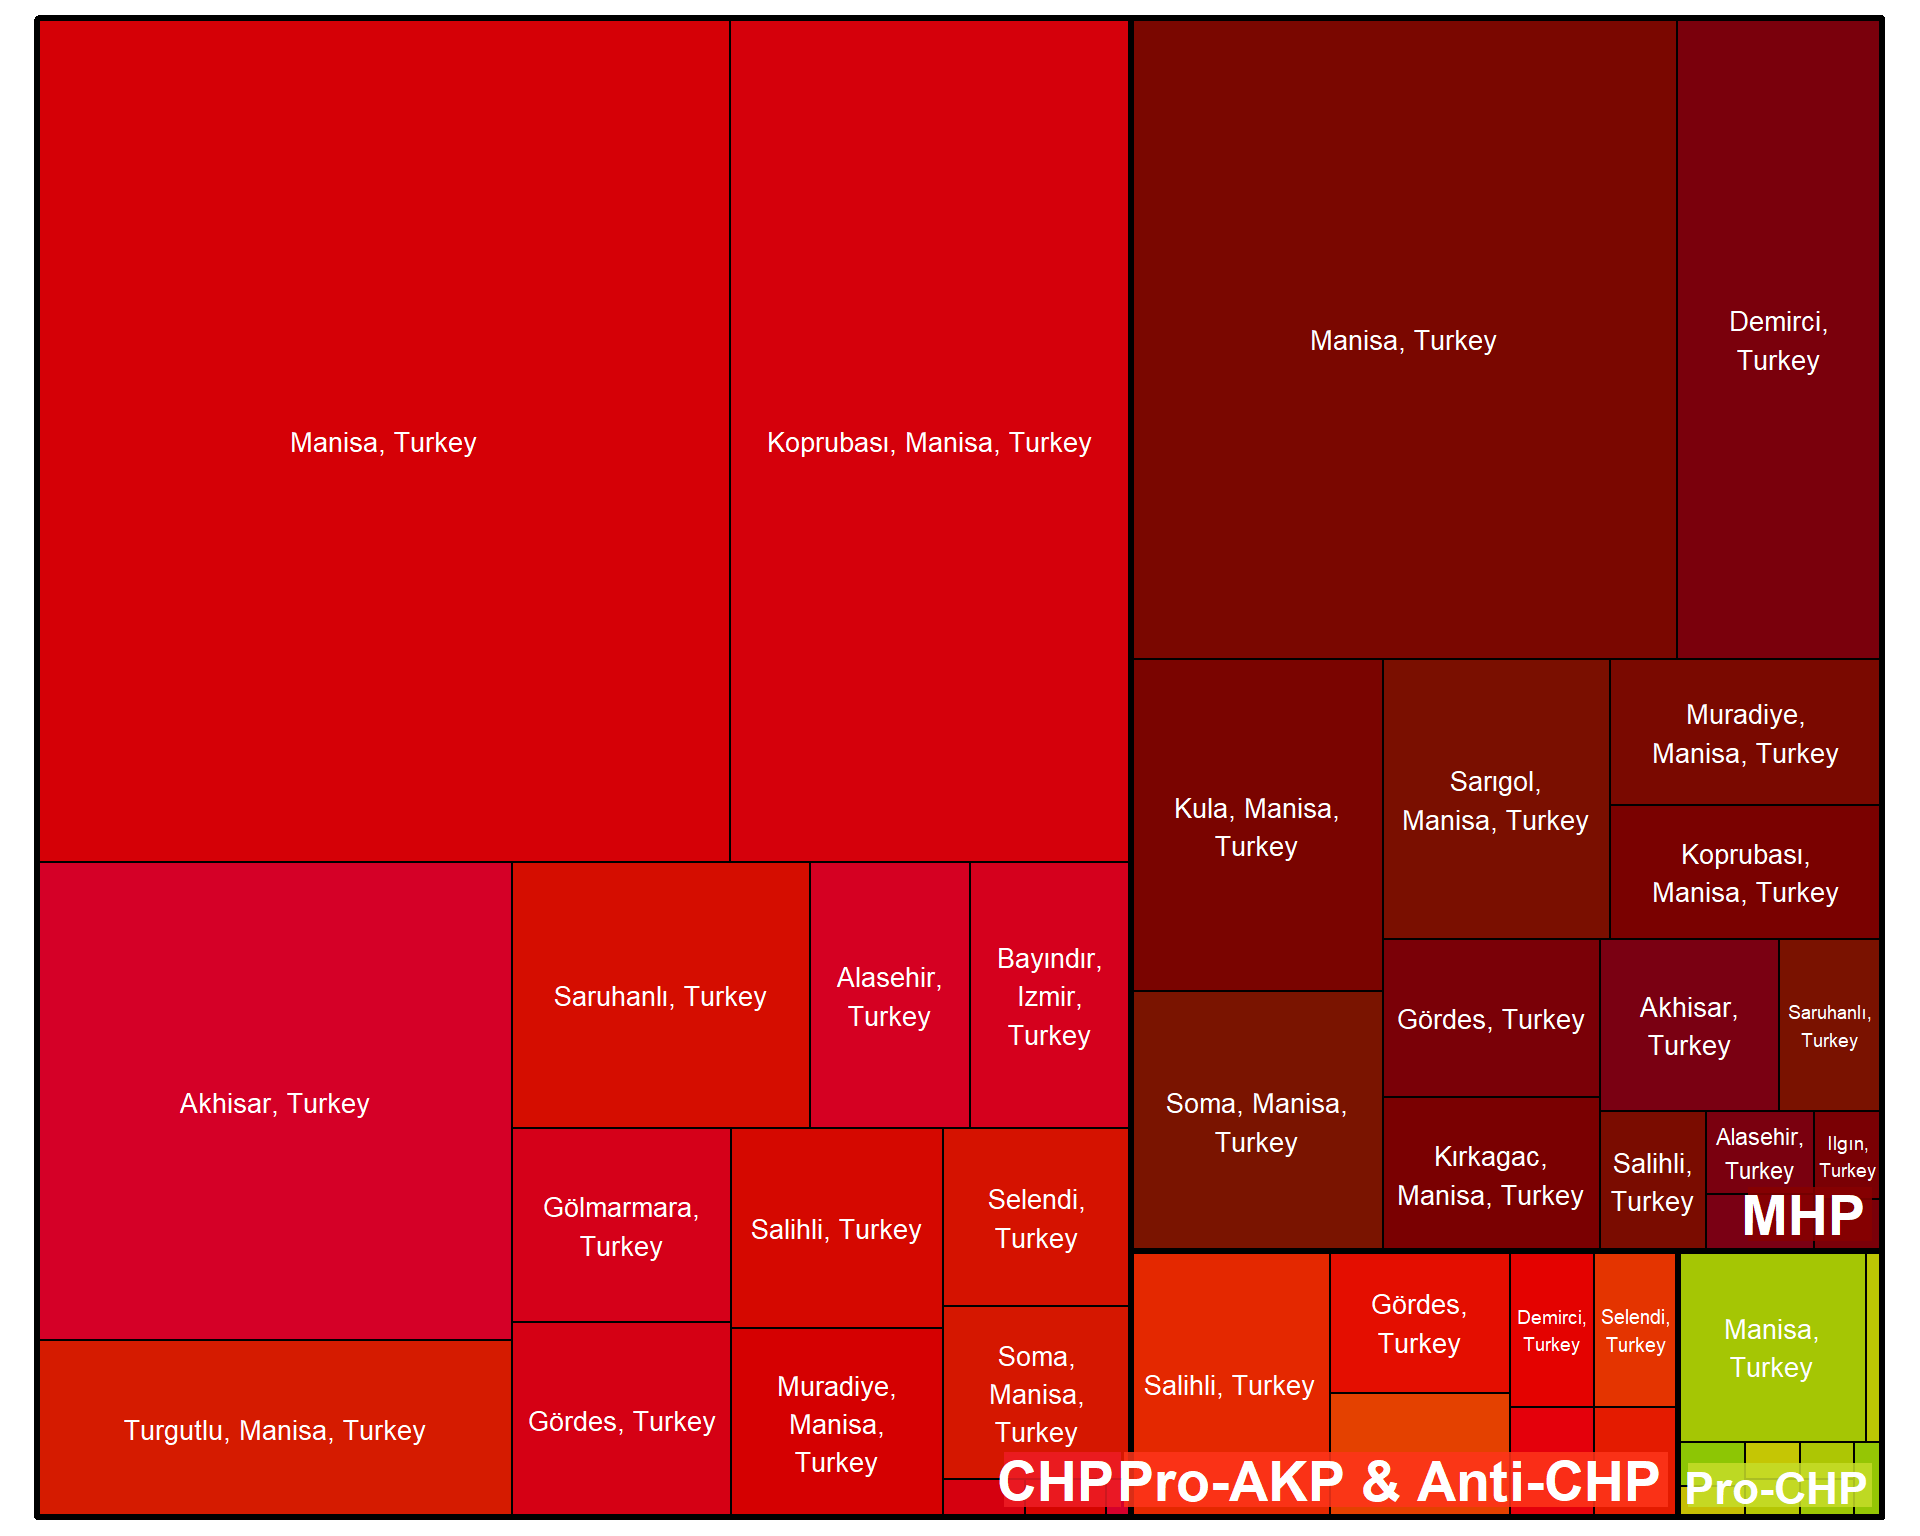 Manisa, Turkey
Koprubası, Manisa, Turkey
Akhisar, Turkey
Turgutlu, Manisa, Turkey
Saruhanlı, Turkey
Alasehir,
Turkey
Bayındır,
Izmir,
Turkey
Gölmarmara,
Turkey
Gördes, Turkey
Salihli, Turkey
Muradiye,
Manisa,
Turkey
Selendi,
Turkey
Soma,
Manisa,
Turkey
CHP
Manisa, Turkey
Demirci,
Turkey
Kula, Manisa,
Turkey
Soma, Manisa,
Turkey
Sarıgol,
Manisa, Turkey
Muradiye,
Manisa, Turkey
Koprubası,
Manisa, Turkey
Gördes, Turkey
Kırkagac,
Manisa, Turkey
Akhisar,
Turkey
Saruhanlı,
Turkey
Salihli,
Turkey
Alasehir,
Turkey
Ilgın,
Turkey
MHP
Salihli, Turkey
Gördes,
Turkey
Demirci,
Turkey
Selendi,
Turkey
Pro-AKP & Anti-CHP
Manisa,
Turkey
Pro-CHP